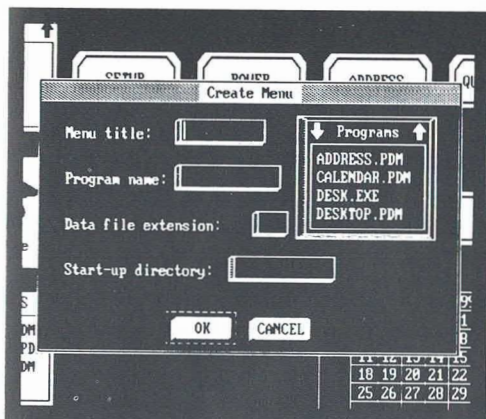 SETUP POWER ADDRESS
Create Menu
Menu title:
Programs
ADDRESS.PDM
CALENDAR.PDM
DESK.EXE
DESKTOP.PDM
Program name:
Data file extension:
Start-up directory:
OK CANCEL
18 19 20 21 22
25 26 27 28 29